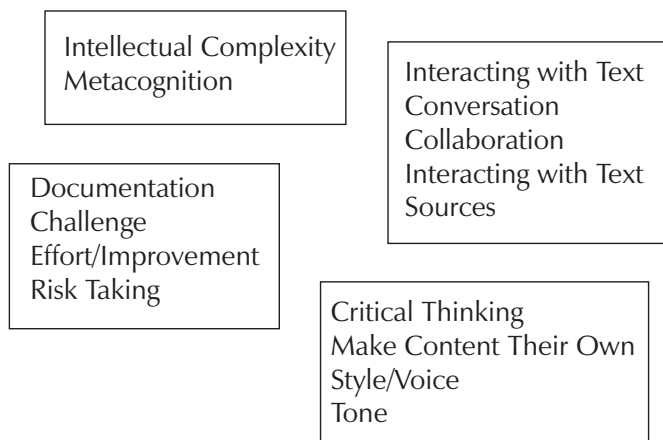 Intellectual Complexity
Metacognition
Interacting with Text
Conversation
Collaboration
Interacting with Text
Sources
Documentation
Challenge
Effort/Improvement
Risk Taking
Critical Thinking
Make Content Their Own
Style/Voice
Tone